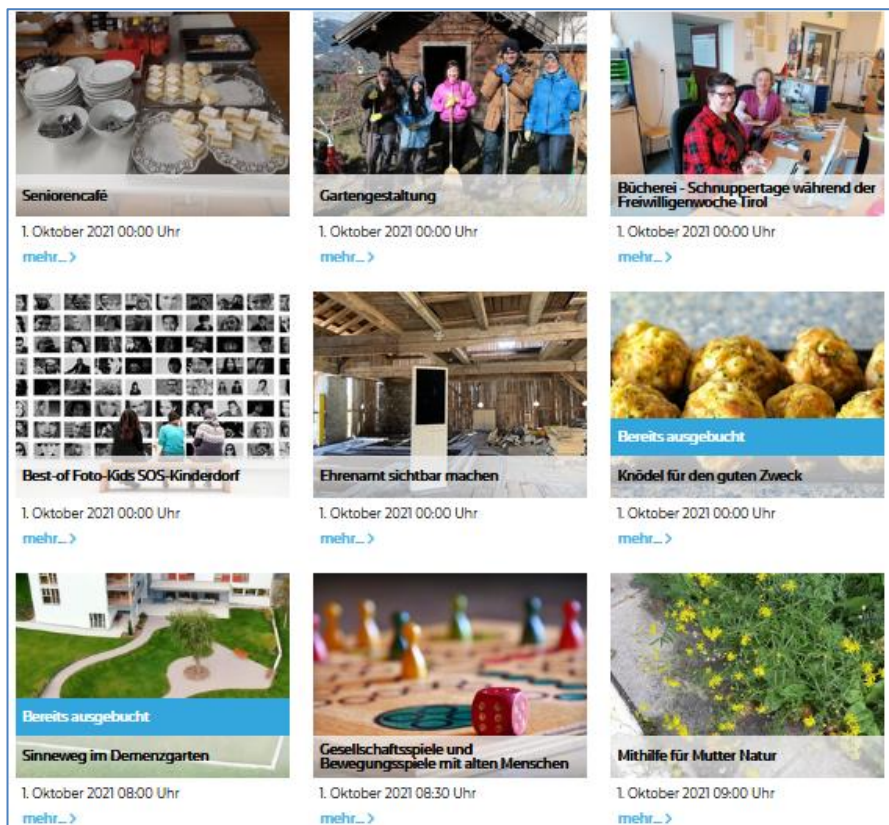 Seniorencafé
Gartengestaltung
Bücherei - Schnuppertage während der
Freiwilligenwoche Tirol
1. Oktober 2021 00:00 Uhr
1. Oktober 2021 00:00 Uhr
1. Oktober 2021 00:00 Uhr
mehr... >
mehr... >
mehr... >
Best-of Foto-Kids SOS-Kinderdorf
Ehrenamt sichtbar machen
Bereits ausgebucht
Knödel für den guten Zweck
1. Oktober 2021 00:00 Uhr
1. Oktober 2021 00:00 Uhr
1. Oktober 2021 00:00 Uhr
mehr... >
mehr... >
mehr... >
Bereits ausgebucht
Sinneweg im Demenzgarten
Gesellschaftsspiele und
Bewegungsspiele mit alten Menschen
Mithilfe für Mutter Natur
1. Oktober 2021 08:00 Uhr
1. Oktober 2021 08:30 Uhr
1. Oktober 2021 09:00 Uhr
mehr... >
mehr... >
mehr... >